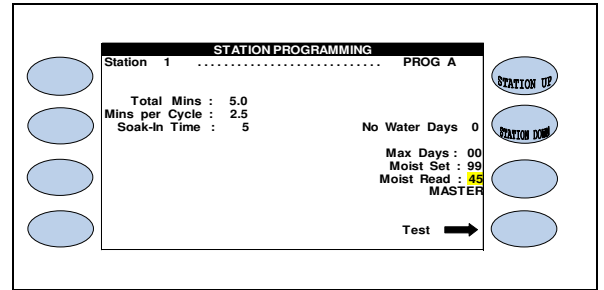 STATION PROGRAMMING
Station 1 ........................... PROG A
STATION UP
Total Mins : 5.0
Mins per Cycle : 2.5
Soak-In Time : 5 No Water Days 0
STATION DOWN
Max Days : 00
Moist Set : 99
Moist Read : 45
MASTER
Test